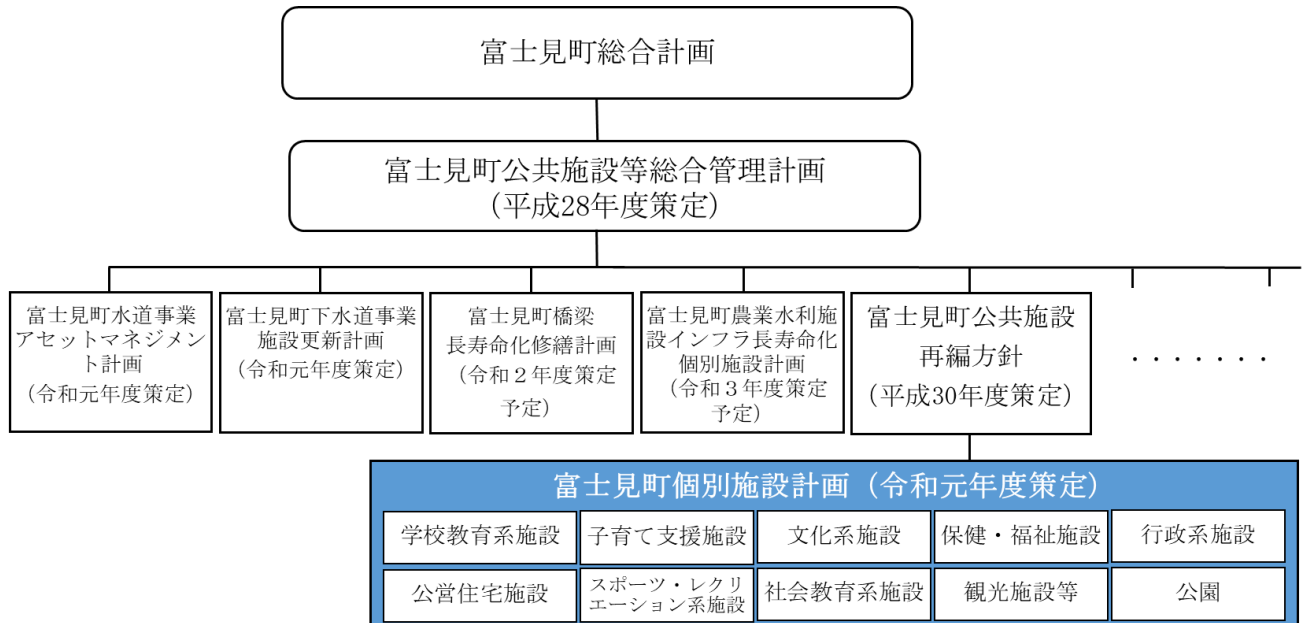 富士見町総合計画
富士見町公共施設等総合管理計画
(平成28年度策定)
富士見町水道事業
アセットマネジメン
ト計画
(令和元年度策定)
富士見町下水道事業
施設更新計画
(令和元年度策定)
富士見町橋梁
長寿命化修繕計画
(令和２年度策定
予定)
富士見町農業水利施
設インフラ長寿命化
個別施設計画
(令和３年度策定
予定)
富士見町公共施設
再編方針
(平成30年度策定)
・・・・・・・
富士見町個別施設計画（令和元年度策定）
学校教育系施設
子育て支援施設
文化系施設
保健・福祉施設
行政系施設
公営住宅施設
スポーツ・レクリ
エーション系施設
社会教育系施設
観光施設等
公園